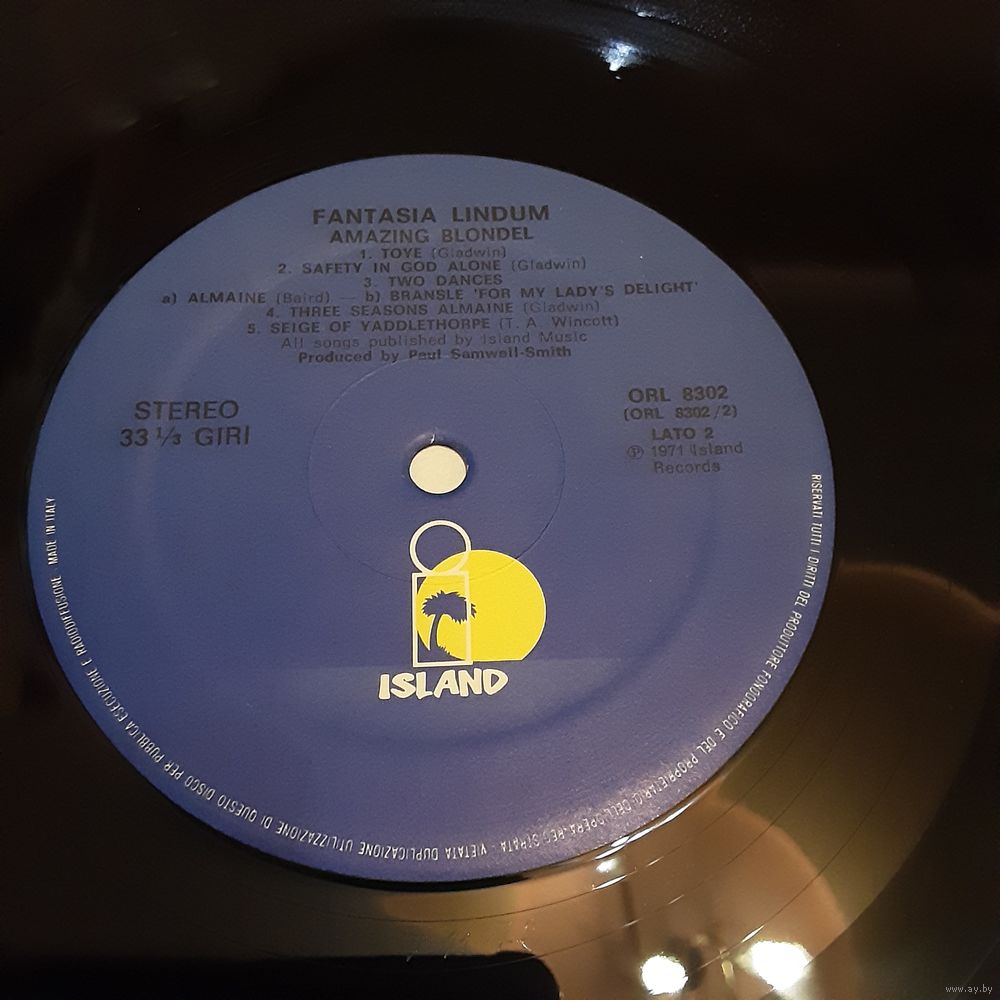 FANTASIA LINDUM
AMAZING BLONDEL
1. TOYE (Gladwin)
2. SAFETY IN GOD ALONE (Gladwin)
3. TWO DANCES
a) ALMAINE (Baird) — b) BRANSLE 'FOR MY LADY'S DELIGHT'
4. THREE SEASONS ALMAINE (Gladwin)
5. SEIGE OF YADDLETHORPE (T. A. Wincott)
All songs published by Island Music
Produced by Paul Samwell-Smith
STEREO
33 ⅓ GIRI
ORL 8302
(ORL 8302/2)
LATO 2
Ⓟ 1971 Island
Records
ISLAND
RISERVATI TUTTI I DIRITTI DEL PRODUTTORE FONOGRAFICO E DEL PROPRIETARIO DELL'OPERA REGISTRATA - VIETATA DUPLICAZIONE UTILIZZAZIONE DI QUESTO DISCO PER PUBBLICA ESECUZIONE E RADIODIFFUSIONE - MADE IN ITALY
www.ay.by